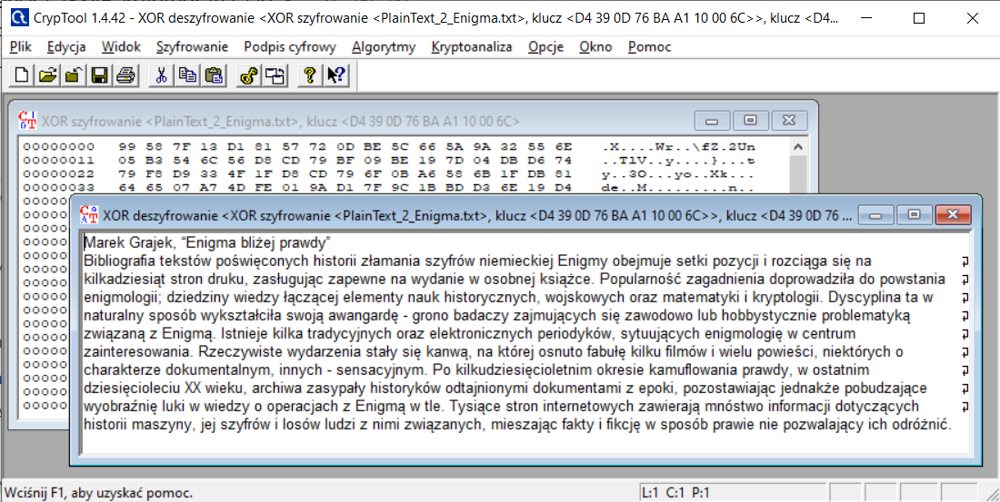 CrypTool 1.4.42 - XOR deszyfrowanie <XOR szyfrowanie <PlainText_2_Enigma.txt>, klucz <D4 39 0D 76 BA A1 10 00 6C>>, klucz <D4...
Plik Edycja Widok Szyfrowanie Podpis cyfrowy Algorytmy Kryptoanaliza Opcje Okno Pomoc
XOR szyfrowanie <PlainText_2_Enigma.txt>, klucz <D4 39 0D 76 BA A1 10 00 6C>
00000000 99 58 7F 13 D1 81 57 72 0D BE 5C 66 5A 9A 32 55 6E .X....Wr..\fZ.2Un
00000011 05 B3 54 6C 56 D8 CD 79 BF 09 BE 19 7D 04 DB D6 74 ..TlV..y....}...t
00000022 79 F8 D9 33 4F 1F D8 CD 79 6F 0B A6 58 6B 1F DB 81 y..3O...yo..Xk...
00000033 64 65 07 A7 4D FE 01 9A D1 7F 9C 1B BD D3 6E 19 D4 de..M.........n..
XOR deszyfrowanie <XOR szyfrowanie <PlainText_2_Enigma.txt>, klucz <D4 39 0D 76 BA A1 10 00 6C>>, klucz <D4 39 0D 76 ...
Marek Grajek, “Enigma bliżej prawdy”
Bibliografia tekstów poświęconych historii złamania szyfrów niemieckiej Enigmy obejmuje setki pozycji i rozciąga się na
kilkadziesiąt stron druku, zasługując zapewne na wydanie w osobnej książce. Popularność zagadnienia doprowadziła do powstania
enigmologii; dziedziny wiedzy łączącej elementy nauk historycznych, wojskowych oraz matematyki i kryptologii. Dyscyplina ta w
naturalny sposób wykształciła swoją awangardę - grono badaczy zajmujących się zawodowo lub hobbystycznie problematyką
związaną z Enigmą. Istnieje kilka tradycyjnych oraz elektronicznych periodyków, sytuujących enigmologię w centrum
zainteresowania. Rzeczywiste wydarzenia stały się kanwą, na której osnuto fabułę kilku filmów i wielu powieści, niektórych o
charakterze dokumentalnym, innych - sensacyjnym. Po kilkudziesięcioletnim okresie kamuflowania prawdy, w ostatnim
dziesięcioleciu XX wieku, archiwa zasypały historyków odtajnionymi dokumentami z epoki, pozostawiając jednakże pobudzające
wyobraźnię luki w wiedzy o operacjach z Enigmą w tle. Tysiące stron internetowych zawierają mnóstwo informacji dotyczących
historii maszyny, jej szyfrów i losów ludzi z nimi związanych, mieszając fakty i fikcję w sposób prawie nie pozwalający ich odróżnić.
Wciśnij F1, aby uzyskać pomoc.
L:1 C:1 P:1